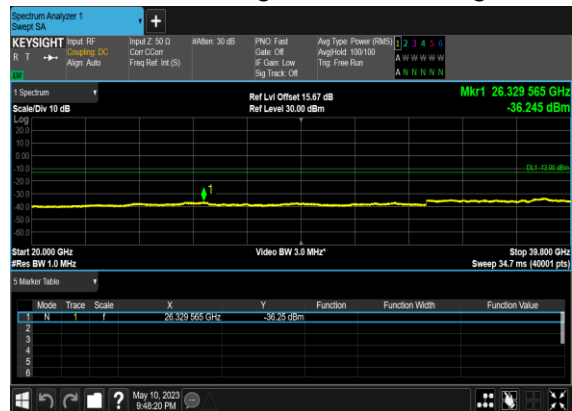 Spectrum Analyzer 1
Swept SA
+
KEYSIGHT Input: RF Input Z: 50 Ω #Atten: 30 dB PNO: Fast Avg Type: Power (RMS) 1 2 3 4 5 6
R T Coupling: DC Corr CCorr Gate: Off Avg|Hold: 100/100 A W W W W W
Align: Auto Freq Ref: Int (S) IF Gain: Low Trig: Free Run
Sig Track: Off A N N N N N
1 Spectrum Ref Lvl Offset 15.67 dB Mkr1 26.329 565 GHz
Scale/Div 10 dB Ref Level 30.00 dBm -36.245 dBm
Log
20.0
10.0
0.00
-10.0 DL1 -13.00 dBm
-20.0
-30.0 1
-40.0
-50.0
-60.0
Start 20.000 GHz Video BW 3.0 MHz* Stop 39.800 GHz
#Res BW 1.0 MHz Sweep 34.7 ms (40001 pts)
5 Marker Table
Mode Trace Scale X Y Function Function Width Function Value
1 N 1 f 26.329 565 GHz -36.25 dBm
2
3
4
5
6
? May 10, 2023
9:48:20 PM